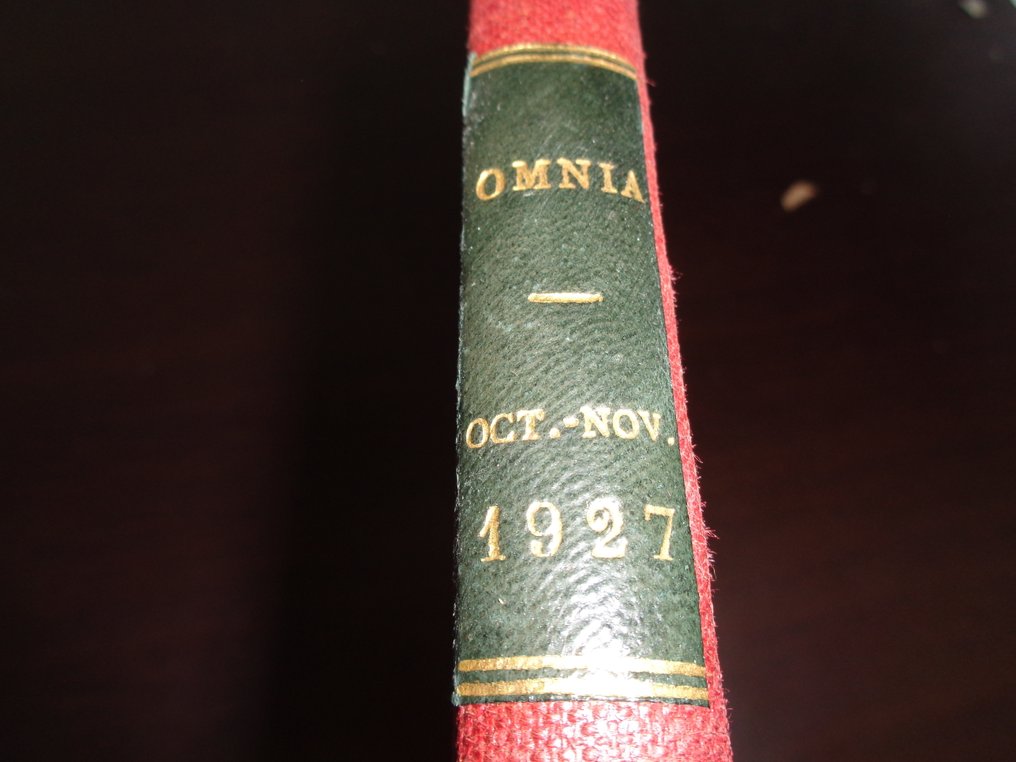 OMNIA
—
OCT.-NOV.
1927